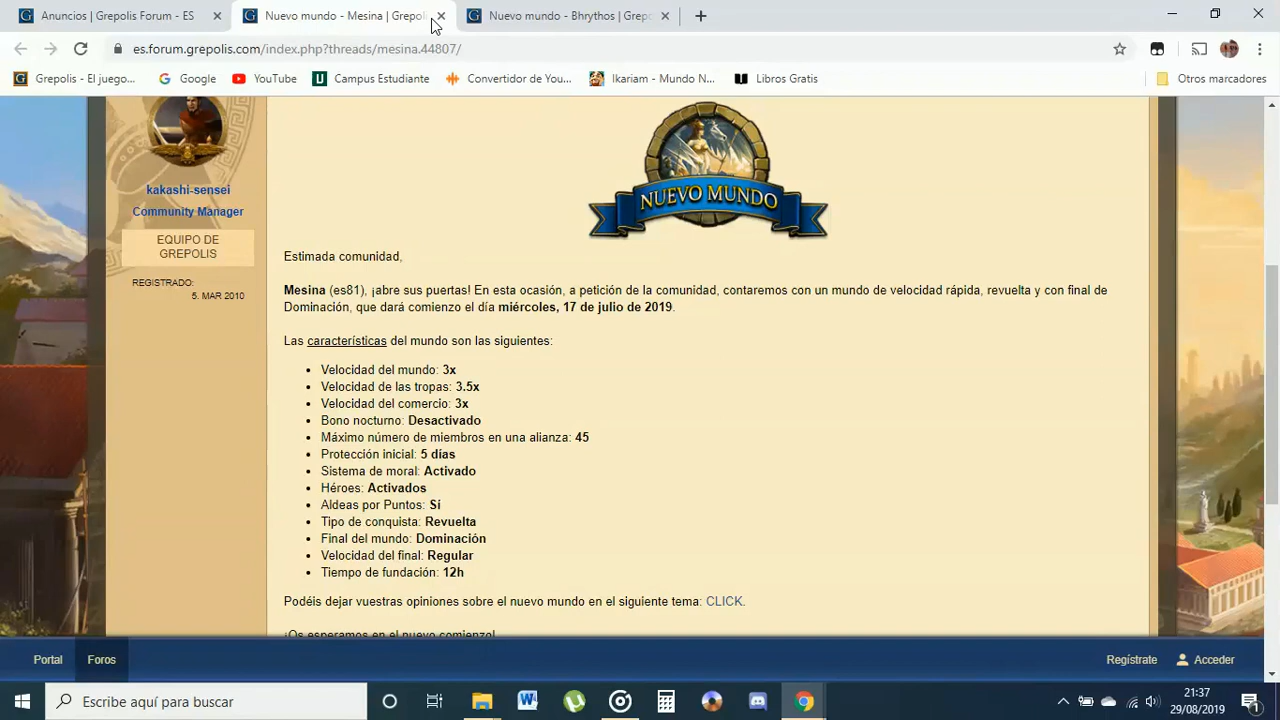 Anuncios | Grepolis Forum - ES
Nuevo mundo - Mesina | Grepoli
Nuevo mundo - Bhrythos | Grepo
es.forum.grepolis.com/index.php?threads/mesina.44807/
Grepolis - El juego...
Google
YouTube
Campus Estudiante
Convertidor de You...
Ikariam - Mundo N...
Libros Gratis
Otros marcadores
NUEVO MUNDO
kakashi-sensei
Community Manager
EQUIPO DE
GREPOLIS
REGISTRADO:
5. MAR 2010
Estimada comunidad,
Mesina (es81), ¡abre sus puertas! En esta ocasión, a petición de la comunidad, contaremos con un mundo de velocidad rápida, revuelta y con final de
Dominación, que dará comienzo el día miércoles, 17 de julio de 2019.
Las características del mundo son las siguientes:
• Velocidad del mundo: 3x
• Velocidad de las tropas: 3.5x
• Velocidad del comercio: 3x
• Bono nocturno: Desactivado
• Máximo número de miembros en una alianza: 45
• Protección inicial: 5 días
• Sistema de moral: Activado
• Héroes: Activados
• Aldeas por Puntos: Sí
• Tipo de conquista: Revuelta
• Final del mundo: Dominación
• Velocidad del final: Regular
• Tiempo de fundación: 12h
Podéis dejar vuestras opiniones sobre el nuevo mundo en el siguiente tema: CLICK.
¡Os esperamos en el nuevo comienzo!
Portal
Foros
Regístrate
Acceder
Escribe aquí para buscar
21:37
29/08/2019